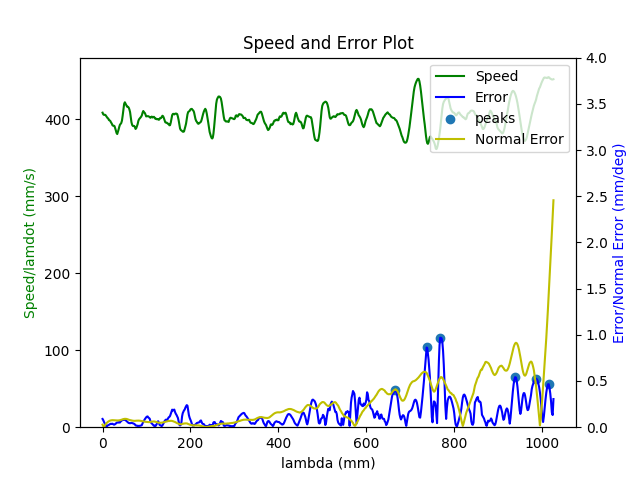 Speed and Error Plot
Speed
Error
peaks
Normal Error
Speed/lamdot (mm/s)
400
300
200
100
0
4.0
3.5
3.0
2.5
2.0
1.5
1.0
0.5
0.0
Error/Normal Error (mm/deg)
0 200 400 600 800 1000
lambda (mm)